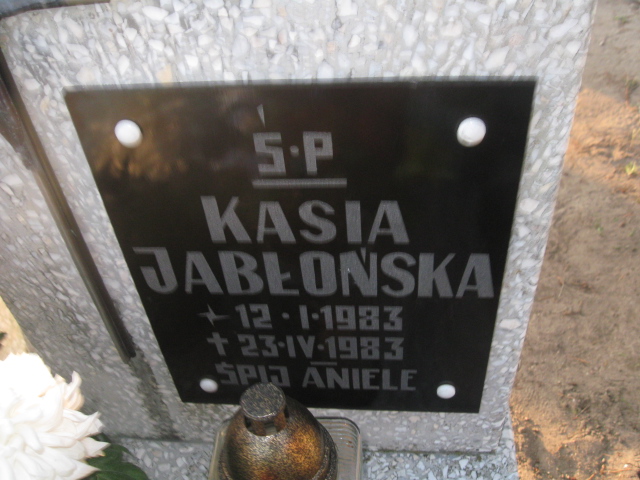 Ś.P
KASIA
JABŁOŃSKA
12.I.1983
✝ 23.IV.1983
ŚPIJ ANIELE